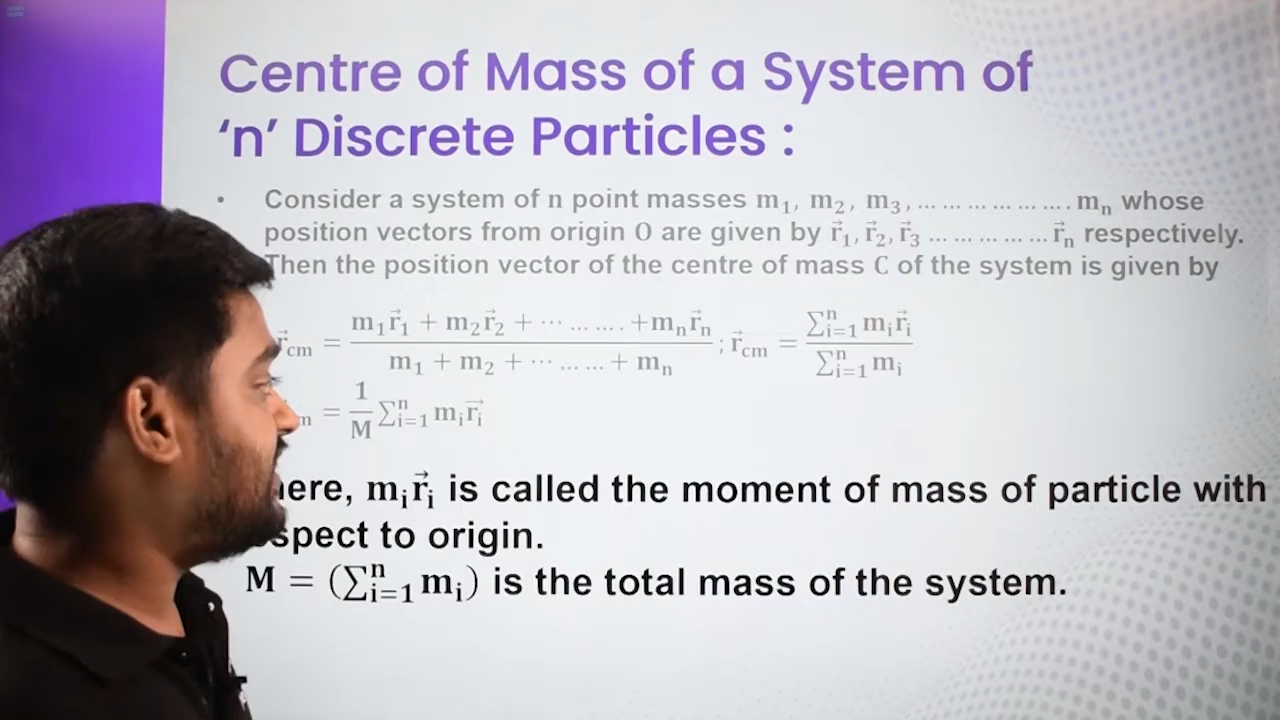 Centre of Mass of a System of
‘n’ Discrete Particles :
• Consider a system of n point masses m₁, m₂, m₃, … … … … … … . mₙ whose
position vectors from origin O are given by r⃗₁, r⃗₂, r⃗₃ … … … … … r⃗ₙ respectively.
Then the position vector of the centre of mass C of the system is given by
r⃗cm = (m₁r⃗₁ + m₂r⃗₂ + ⋯ … … . +mₙr⃗ₙ)/(m₁ + m₂ + ⋯ … … + mₙ) ; r⃗cm = (∑ⁿᵢ₌₁ mᵢr⃗ᵢ)/(∑ⁿᵢ₌₁ mᵢ)
= 1/M ∑ⁿᵢ₌₁ mᵢr⃗ᵢ
mᵢr⃗ᵢ is called the moment of mass of particle with
to origin.
M = (∑ⁿᵢ₌₁ mᵢ) is the total mass of the system.